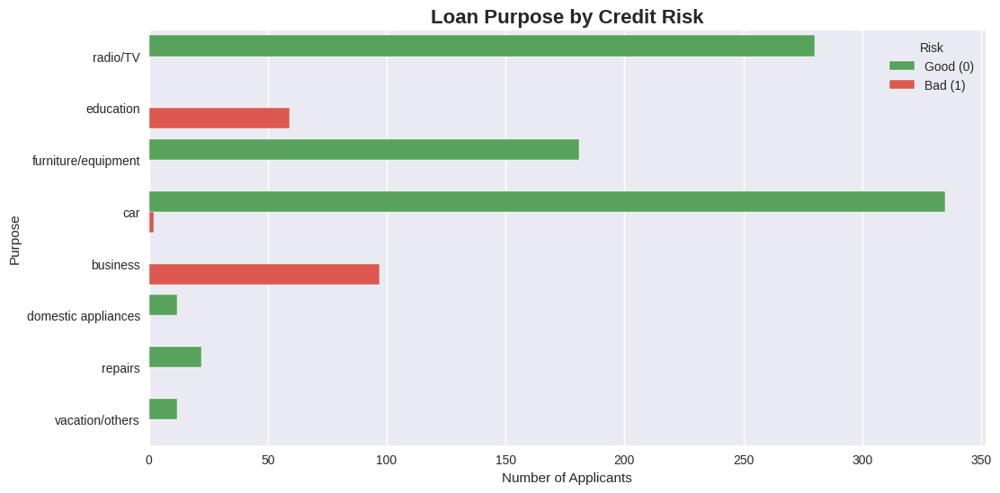 Loan Purpose by Credit Risk
Risk
Good (0)
Bad (1)
radio/TV
education
furniture/equipment
car
business
domestic appliances
repairs
vacation/others
Purpose
0 50 100 150 200 250 300 350
Number of Applicants